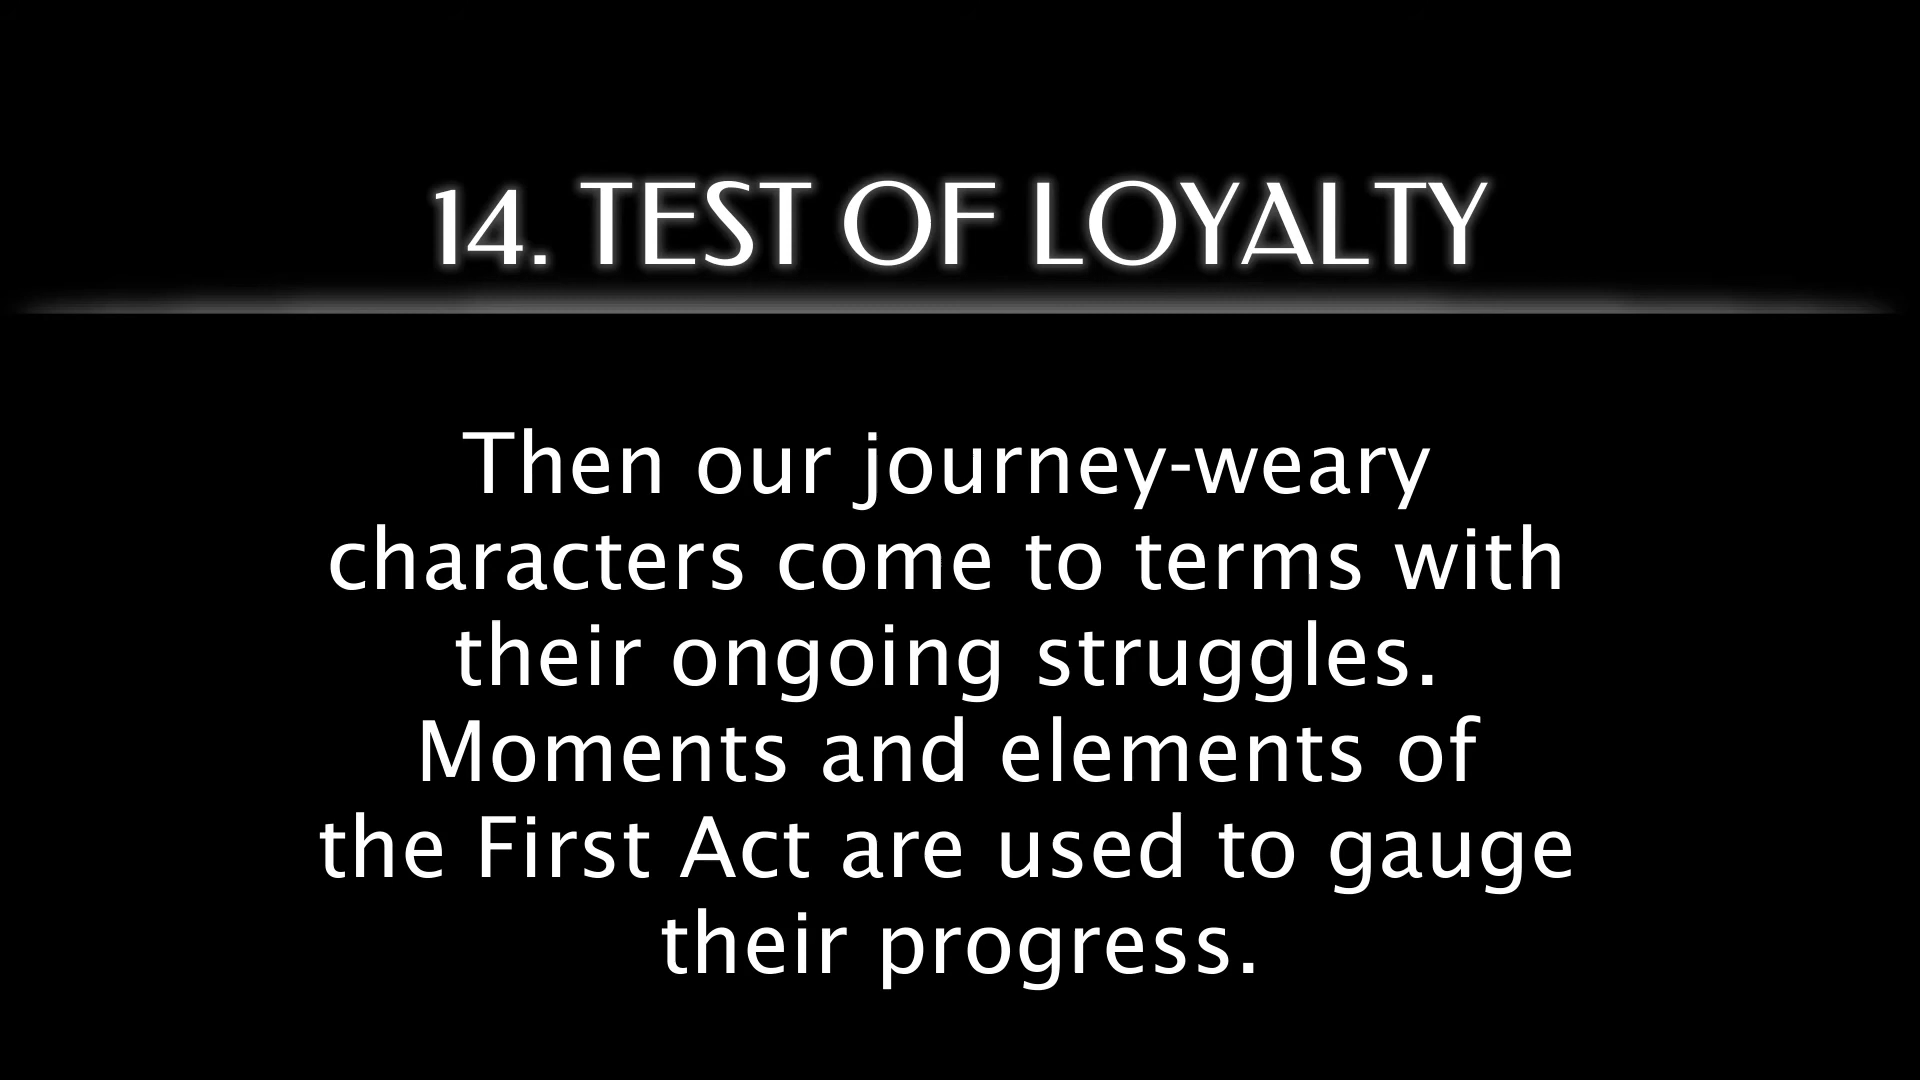 14. TEST OF LOYALTY
Then our journey-weary
characters come to terms with
their ongoing struggles.
Moments and elements of
the First Act are used to gauge
their progress.